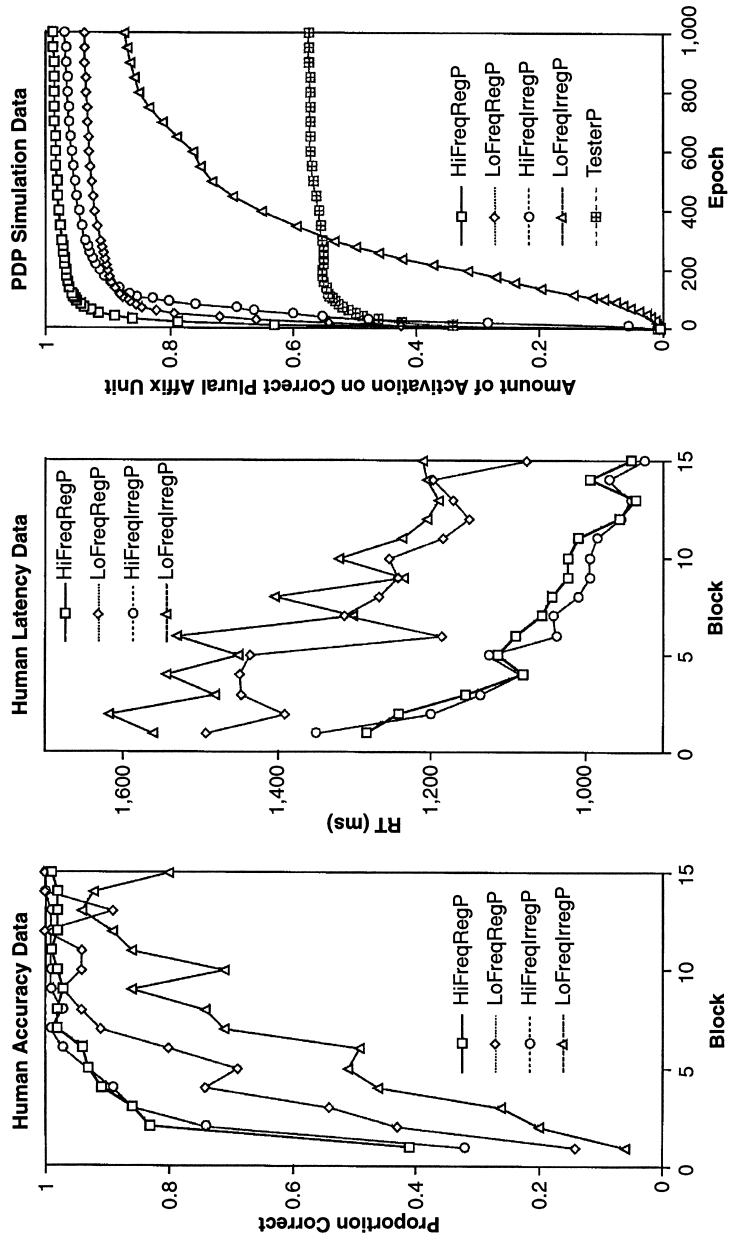 Human Accuracy Data
Proportion Correct
1
0.8
0.6
0.4
0.2
0
0
5
10
15
Block
HiFreqRegP
LoFreqRegP
HiFreqIrregP
LoFreqIrregP
Human Latency Data
RT (ms)
1,600
1,400
1,200
1,000
0
5
10
15
Block
HiFreqRegP
LoFreqRegP
HiFreqIrregP
LoFreqIrregP
PDP Simulation Data
Amount of Activation on Correct Plural Affix Unit
1
0.8
0.6
0.4
0.2
0
0
200
400
600
800
1,000
Epoch
HiFreqRegP
LoFreqRegP
HiFreqIrregP
LoFreqIrregP
TesterP